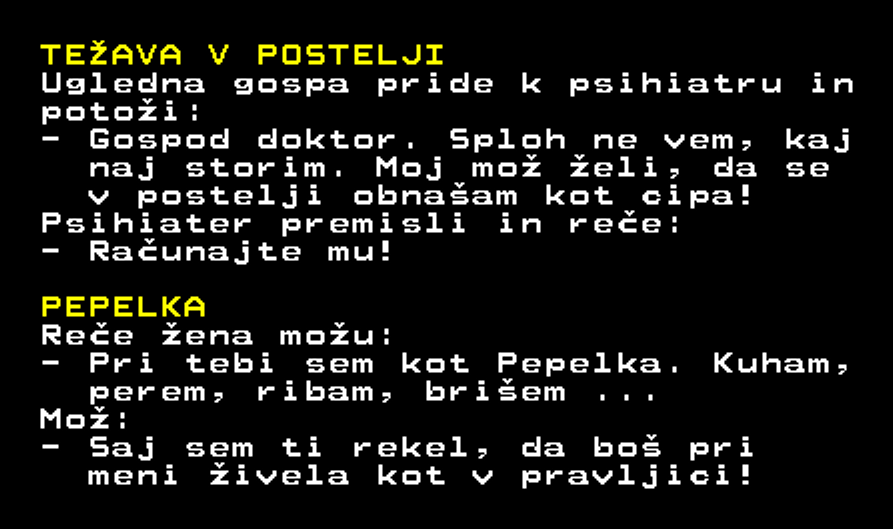 TEŽAVA V POSTELJI
Ugledna gospa pride k psihiatru in
potoži:
- Gospod doktor. Sploh ne vem, kaj
naj storim. Moj mož želi, da se
v postelji obnašam kot cipa!
Psihiater premisli in reče:
- Računajte mu!
PEPELKA
Reče žena možu:
- Pri tebi sem kot Pepelka. Kuham,
perem, ribam, brišem ...
Mož:
- Saj sem ti rekel, da boš pri
meni živela kot v pravljici!